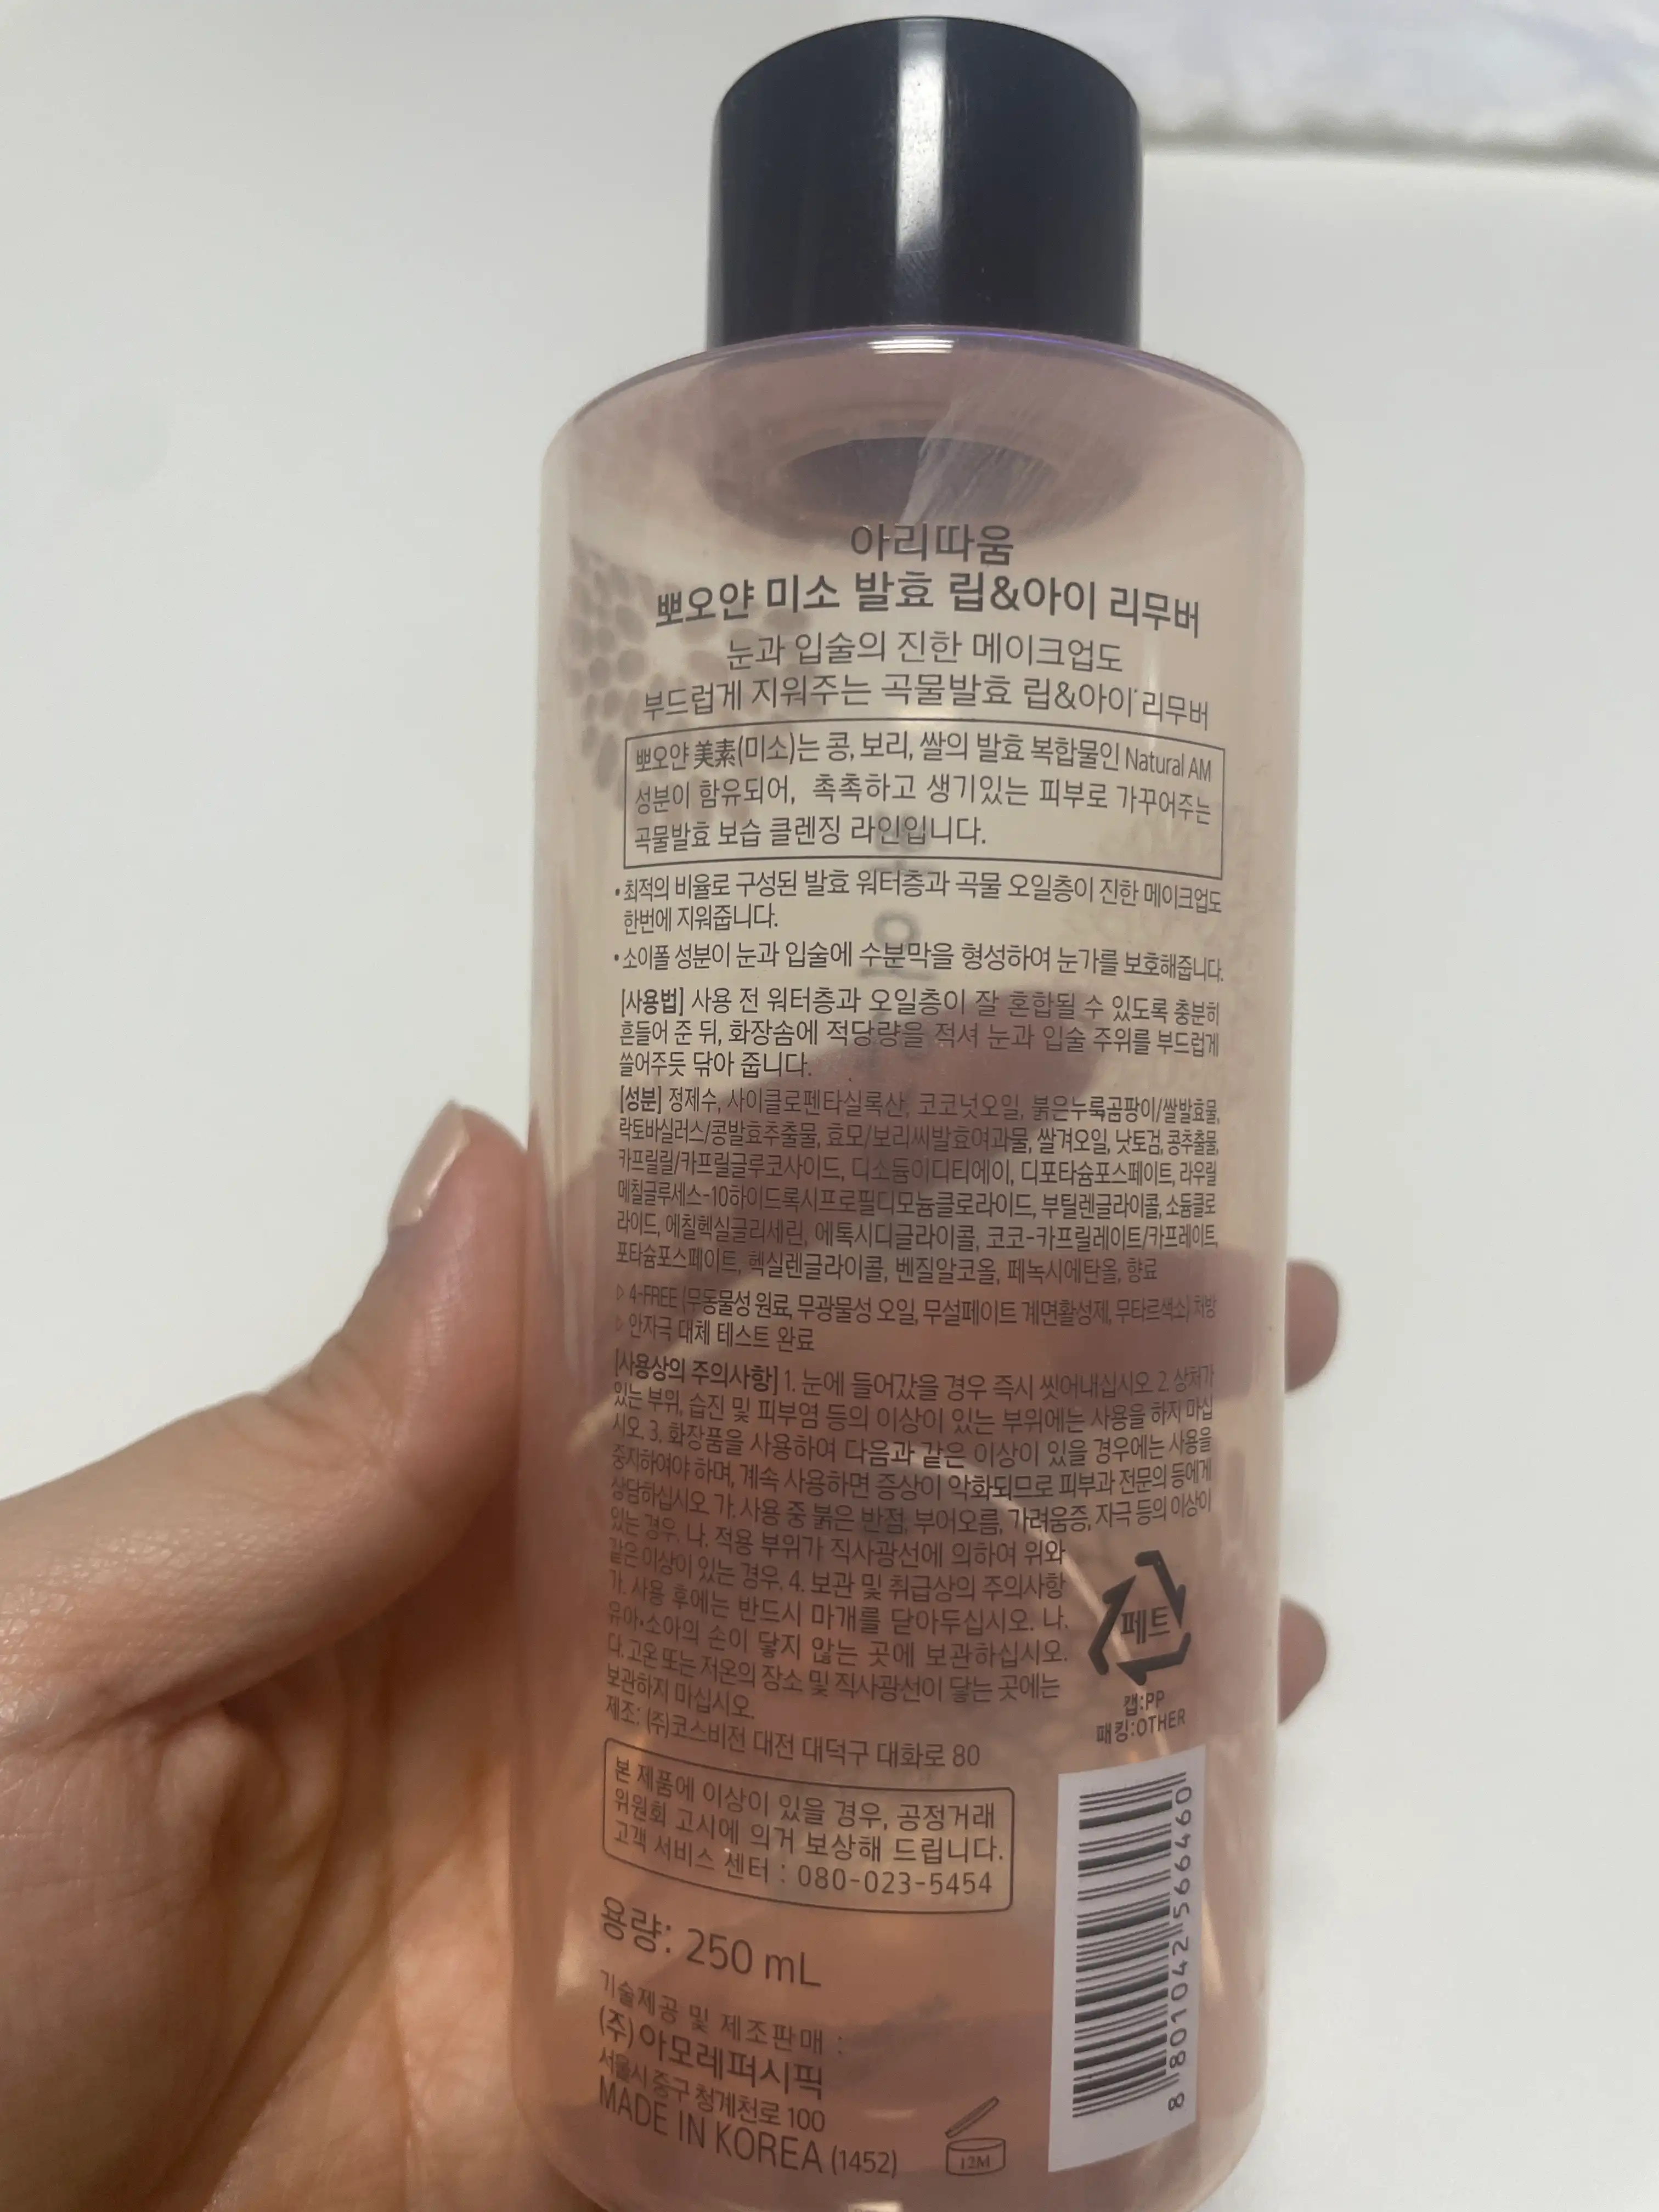 아리따움
뽀오얀 미소 발효 립&아이 리무버
눈과 입술의 진한 메이크업도
부드럽게 지워주는 곡물발효 립&아이 리무버
뽀오얀 美素(미소)는 콩, 보리, 쌀의 발효 복합물인 Natural AM
성분이 함유되어, 촉촉하고 생기있는 피부로 가꾸어주는
곡물발효 보습 클렌징 라인입니다.
• 최적의 비율로 구성된 발효 워터층과 곡물 오일층이 진한 메이크업도
한번에 지워줍니다.
• 소이폴 성분이 눈과 입술에 수분막을 형성하여 눈가를 보호해줍니다.
[사용법] 사용 전 워터층과 오일층이 잘 혼합될 수 있도록 충분히
흔들어 준 뒤, 화장솜에 적당량을 적셔 눈과 입술 주위를 부드럽게
쓸어주듯 닦아 줍니다.
[성분] 정제수, 사이클로펜타실록산, 코코넛오일, 붉은누룩곰팡이/쌀발효물,
락토바실러스/콩발효추출물, 효모/보리씨발효여과물, 쌀겨오일, 낫토검, 콩추출물,
카프릴릴/카프릴글루코사이드, 디소듐이디티에이, 디포타슘포스페이트, 라우릴
메칠글루세스-10하이드록시프로필디모늄클로라이드, 부틸렌글라이콜, 소듐클로
라이드, 에칠헥실글리세린, 에톡시디글라이콜, 코코-카프릴레이트/카프레이트,
포타슘포스페이트, 헥실렌글라이콜, 벤질알코올, 페녹시에탄올, 향료
▷ 4-FREE (무동물성 원료, 무광물성 오일, 무설페이트 계면활성제, 무타르색소) 처방
▷ 안자극 대체 테스트 완료
[사용상의 주의사항] 1. 눈에 들어갔을 경우 즉시 씻어내십시오 2. 상처가
있는 부위, 습진 및 피부염 등의 이상이 있는 부위에는 사용을 하지 마십
시오. 3. 화장품을 사용하여 다음과 같은 이상이 있을 경우에는 사용을
중지하여야 하며, 계속 사용하면 증상이 악화되므로 피부과 전문의 등에게
상담하십시오 가. 사용 중 붉은 반점, 부어오름, 가려움증, 자극 등의 이상이
있는 경우. 나. 적용 부위가 직사광선에 의하여 위와
같은 이상이 있는 경우. 4. 보관 및 취급상의 주의사항
가. 사용 후에는 반드시 마개를 닫아두십시오. 나.
유아·소아의 손이 닿지 않는 곳에 보관하십시오.
다. 고온 또는 저온의 장소 및 직사광선이 닿는 곳에는
보관하지 마십시오.
제조: (주)코스비전 대전 대덕구 대화로 80
페트
캡:PP
패킹:OTHER
본 제품에 이상이 있을 경우, 공정거래
위원회 고시에 의거 보상해 드립니다.
고객 서비스 센터 : 080-023-5454
용량: 250 mL
기술제공 및 제조판매 :
(주)아모레퍼시픽
서울시 중구 청계천로 100
MADE IN KOREA (1452)
12M
8 801042 566460